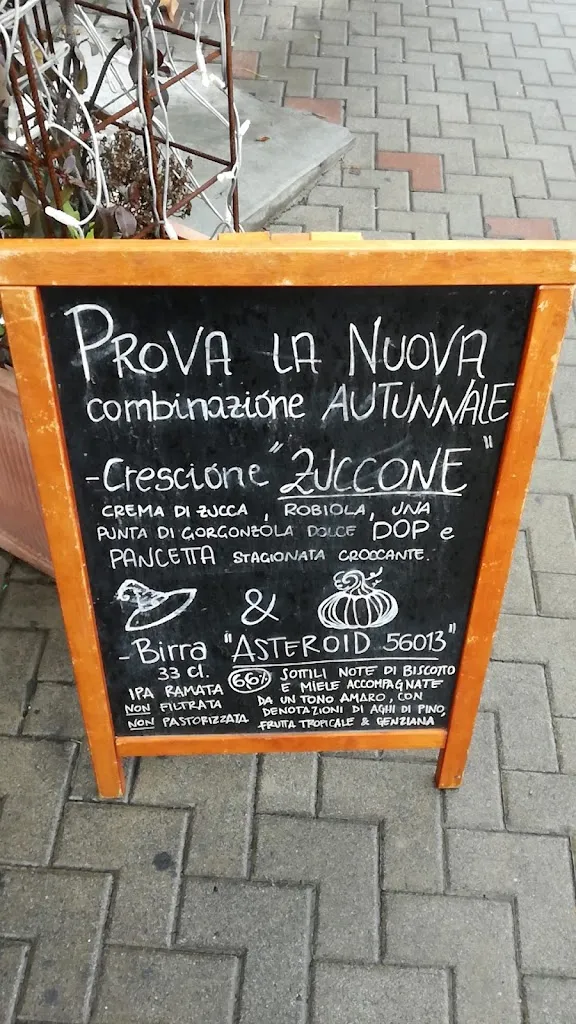 PROVA LA NUOVA
combinazione AUTUNNALE
- Crescione "ZUCCONE"
CREMA DI ZUCCA, ROBIOLA, UNA
PUNTA DI GORGONZOLA DOLCE DOP e
PANCETTA STAGIONATA CROCCANTE.
&
- Birra "ASTEROID 56013"
33 cl.
IPA RAMATA
NON FILTRATA
NON PASTORIZZATA
6,6% SOTTILI NOTE DI BISCOTTO
E MIELE ACCOMPAGNATE
DA UN TONO AMARO, CON
DENOTAZIONI DI AGHI DI PINO,
FRUTTA TROPICALE & GENZIANA